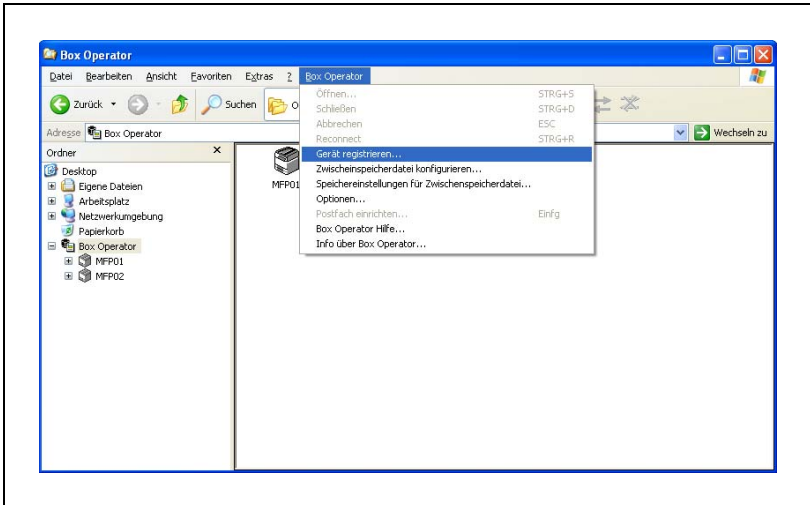 Box Operator
Datei Bearbeiten Ansicht Favoriten Extras ? Box Operator
Zurück Suchen O
Adresse Box Operator Wechseln zu
Ordner
Desktop
Eigene Dateien
Arbeitsplatz
Netzwerkumgebung
Papierkorb
Box Operator
MFP01
MFP02
MFP01
Öffnen... STRG+S
Schließen STRG+D
Abbrechen ESC
Reconnect STRG+R
Gerät registrieren...
Zwischeinspeicherdatei konfigurieren...
Speichereinstellungen für Zwischenspeicherdatei...
Optionen...
Postfach einrichten... Einfg
Box Operator Hilfe...
Info über Box Operator...